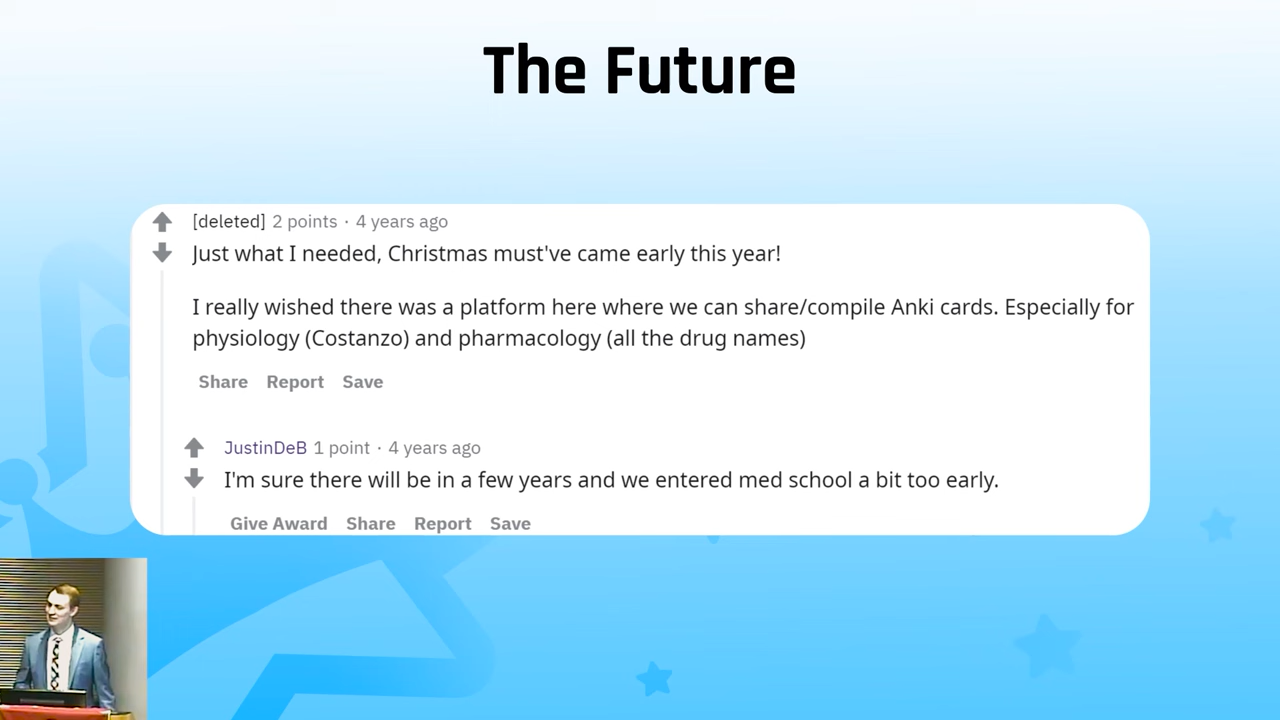 The Future
[deleted] 2 points · 4 years ago
Just what I needed, Christmas must've came early this year!
I really wished there was a platform here where we can share/compile Anki cards. Especially for
physiology (Costanzo) and pharmacology (all the drug names)
Share Report Save
JustinDeB 1 point · 4 years ago
I'm sure there will be in a few years and we entered med school a bit too early.
Give Award Share Report Save